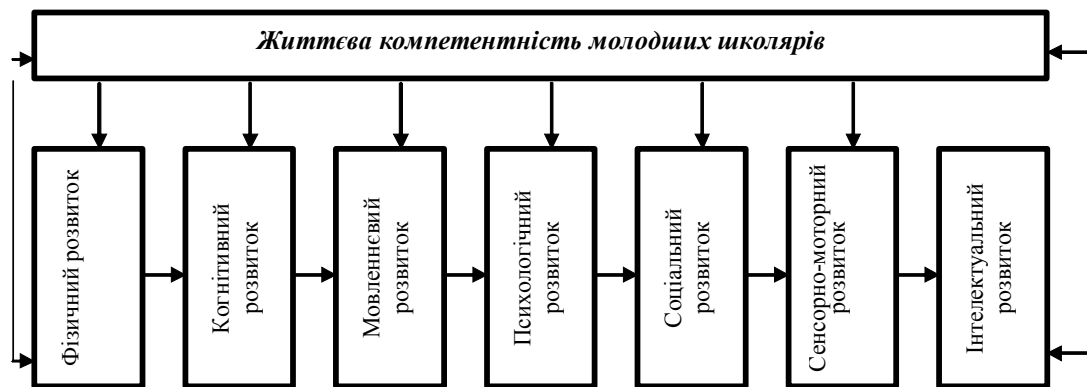 Життєва компетентність молодших школярів
Фізичний розвиток
Когнітивний
розвиток
Мовленнєвий
розвиток
Психологічний
розвиток
Соціальний
розвиток
Сенсорно-моторний
розвиток
Інтелектуальний
розвиток